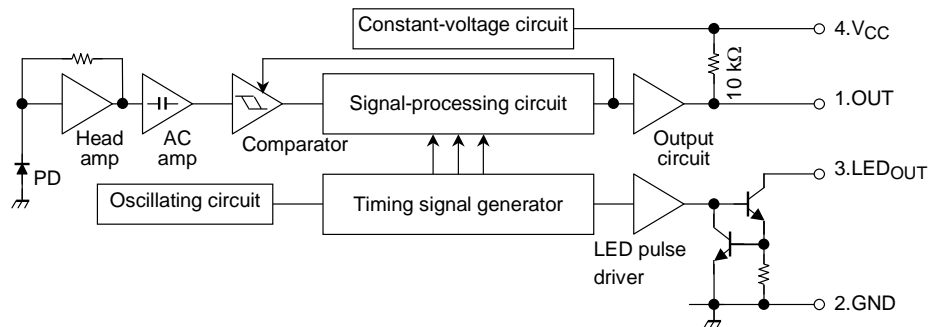 Constant-voltage circuit
4.VCC
10 kΩ
Signal-processing circuit
1.OUT
Head
amp
AC
amp
Comparator
Output
circuit
PD
3.LEDOUT
Oscillating circuit
Timing signal generator
LED pulse
driver
2.GND